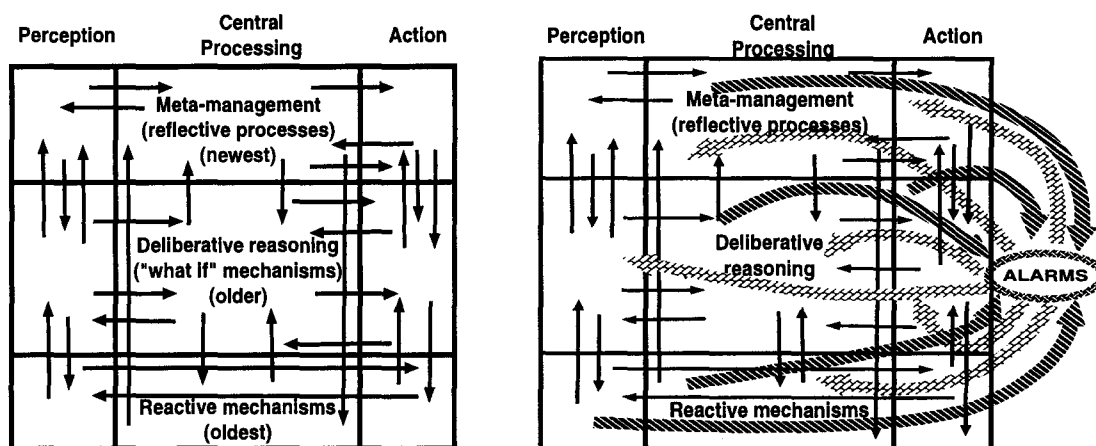 Perception
Central
Processing
Action
Meta-management
(reflective processes)
(newest)
Deliberative reasoning
("what if" mechanisms)
(older)
Reactive mechanisms
(oldest)
Perception
Central
Processing
Action
Meta-management
(reflective processes)
Deliberative
reasoning
ALARMS
Reactive mechanisms